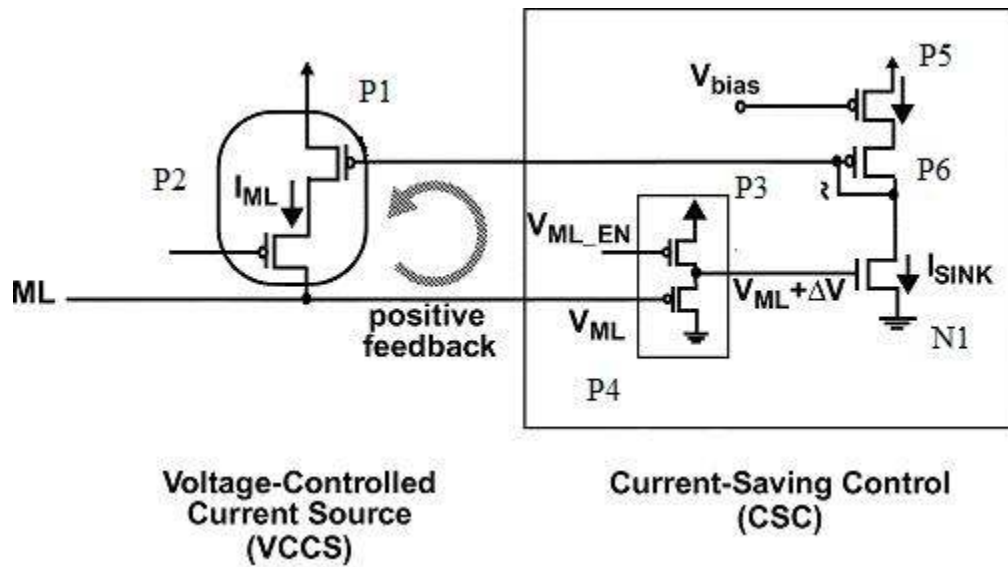 P5
V_bias
P1
P2
P6
I_ML
P3
V_ML_EN
I_SINK
V_ML+ΔV
ML
positive
feedback
V_ML
N1
P4
Voltage-Controlled
Current Source
(VCCS)
Current-Saving Control
(CSC)